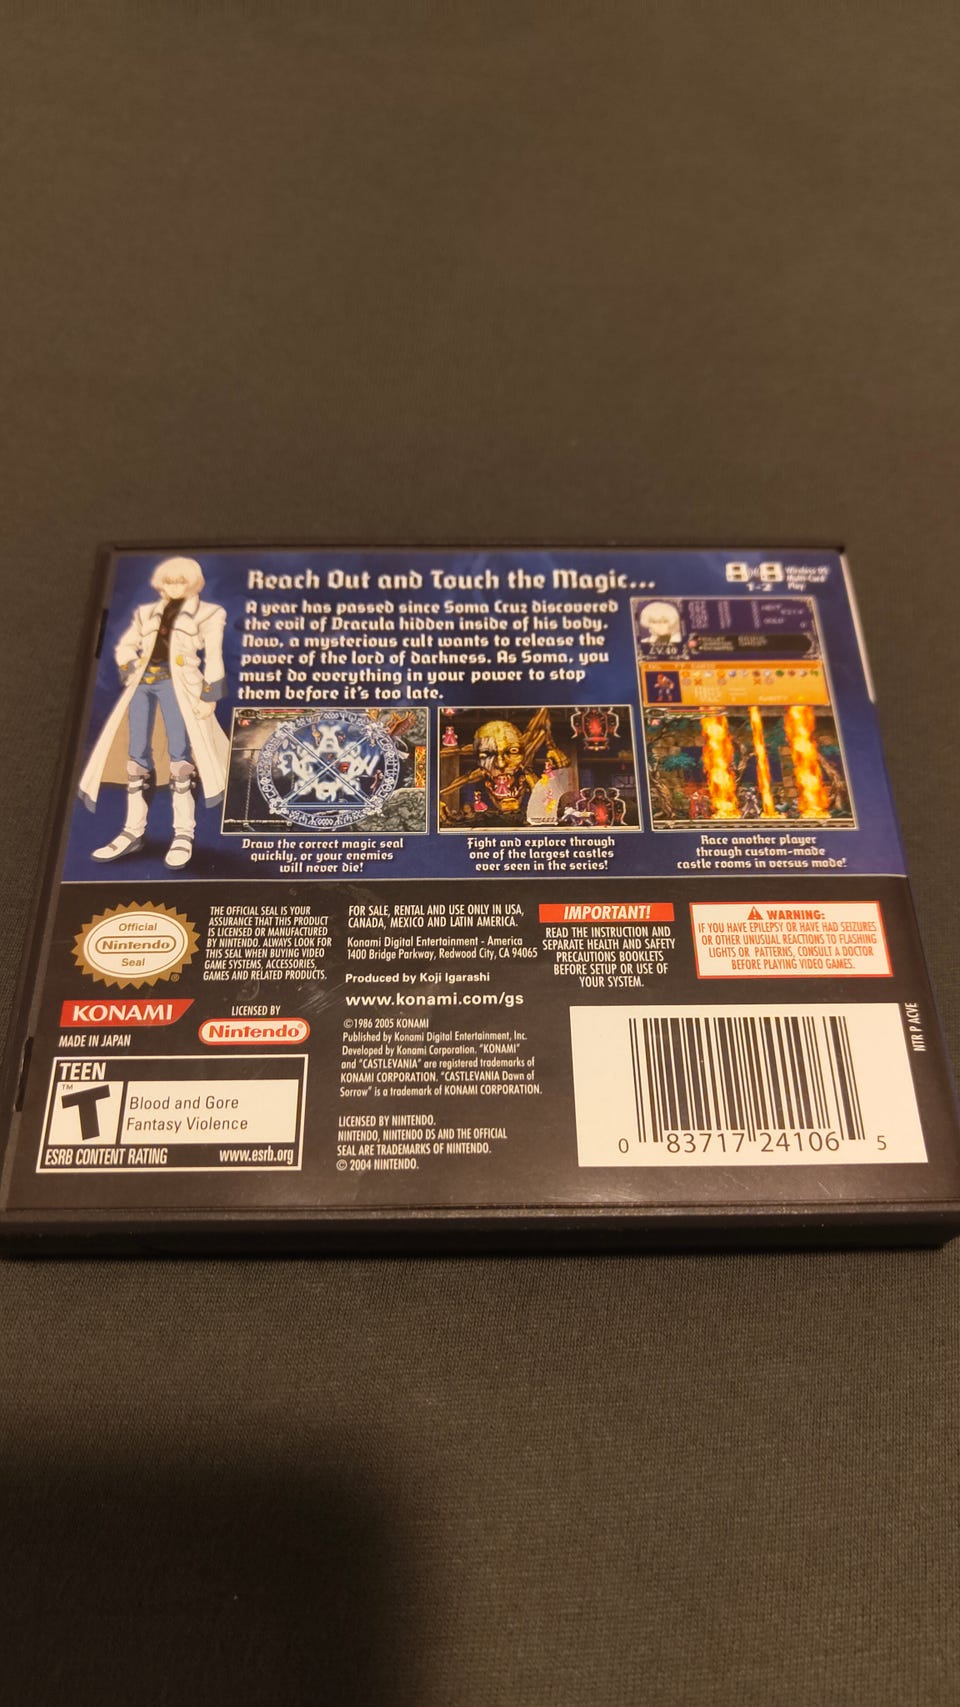 Reach Out and Touch the Magic...
A year has passed since Soma Cruz discovered
the evil of Dracula hidden inside of his body.
Now, a mysterious cult wants to release the
power of the lord of darkness. As Soma, you
must do everything in your power to stop
them before it's too late.
Wireless DS
Multi-Card
Play
1-2
LV.40
Draw the correct magic seal
quickly, or your enemies
will never die!
Fight and explore through
one of the largest castles
ever seen in the series!
Race another player
through custom-made
castle rooms in versus mode!
Official
Nintendo
Seal
®
THE OFFICIAL SEAL IS YOUR
ASSURANCE THAT THIS PRODUCT
IS LICENSED OR MANUFACTURED
BY NINTENDO. ALWAYS LOOK FOR
THIS SEAL WHEN BUYING VIDEO
GAME SYSTEMS, ACCESSORIES,
GAMES AND RELATED PRODUCTS.
KONAMI
MADE IN JAPAN
LICENSED BY
Nintendo®
TEEN
TM
T
Blood and Gore
Fantasy Violence
ESRB CONTENT RATING www.esrb.org
FOR SALE, RENTAL AND USE ONLY IN USA,
CANADA, MEXICO AND LATIN AMERICA.
Konami Digital Entertainment - America
1400 Bridge Parkway, Redwood City, CA 94065
Produced by Koji Igarashi
www.konami.com/gs
©1986 2005 KONAMI
Published by Konami Digital Entertainment, Inc.
Developed by Konami Corporation. "KONAMI"
and "CASTLEVANIA" are registered trademarks of
KONAMI CORPORATION. "CASTLEVANIA Dawn of
Sorrow" is a trademark of KONAMI CORPORATION.
LICENSED BY NINTENDO.
NINTENDO, NINTENDO DS AND THE OFFICIAL
SEAL ARE TRADEMARKS OF NINTENDO.
© 2004 NINTENDO.
IMPORTANT!
READ THE INSTRUCTION AND
SEPARATE HEALTH AND SAFETY
PRECAUTIONS BOOKLETS
BEFORE SETUP OR USE OF
YOUR SYSTEM.
WARNING:
IF YOU HAVE EPILEPSY OR HAVE HAD SEIZURES
OR OTHER UNUSUAL REACTIONS TO FLASHING
LIGHTS OR PATTERNS, CONSULT A DOCTOR
BEFORE PLAYING VIDEO GAMES.
NTR P ACVE
0 83717 24106 5